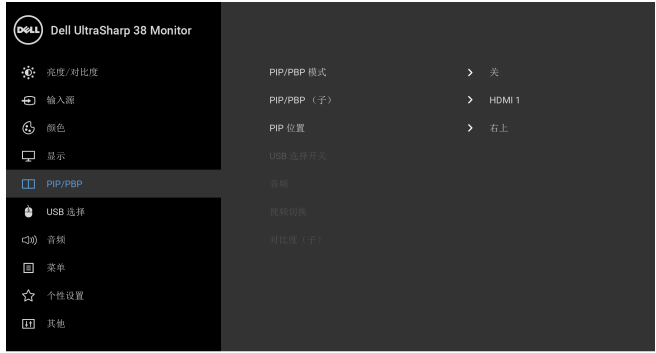 DELL Dell UltraSharp 38 Monitor
亮度/对比度 PIP/PBP 模式 关
输入源 PIP/PBP （子） HDMI 1
颜色 PIP 位置 右上
显示 USB 选择开关
PIP/PBP 音频
USB 选择 视频切换
音频 对比度（子）
菜单
个性设置
其他